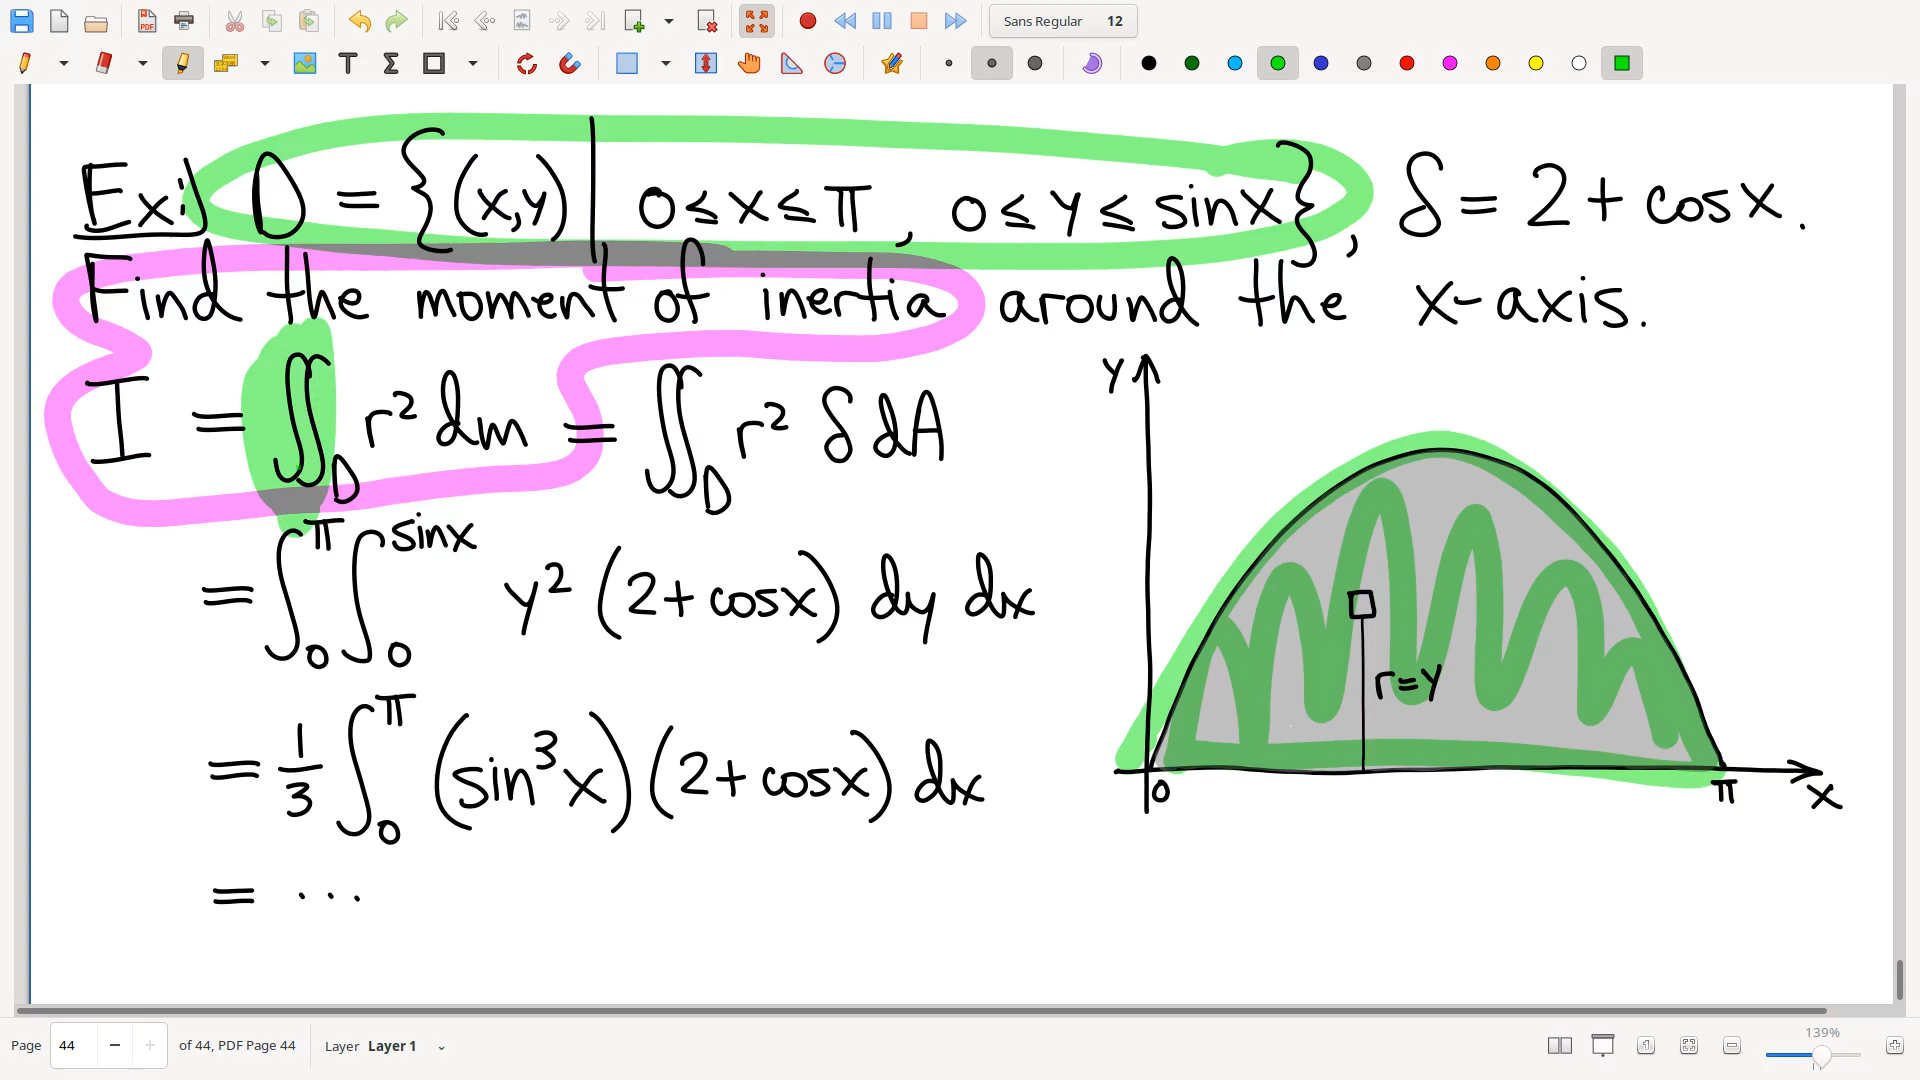 Sans Regular 12
Ex:) D = {(x,y) | 0 ≤ x ≤ π, 0 ≤ y ≤ sinx}, δ = 2 + cosx.
Find the moment of inertia around the x-axis.
I = ∬_D r² dm = ∬_D r² δ dA
= ∫_0^π ∫_0^sinx y² (2+cosx) dy dx
= 1/3 ∫_0^π (sin³x)(2+cosx) dx
= ...
y
r=y
0 π x
139%
Page 44 of 44, PDF Page 44 Layer Layer 1